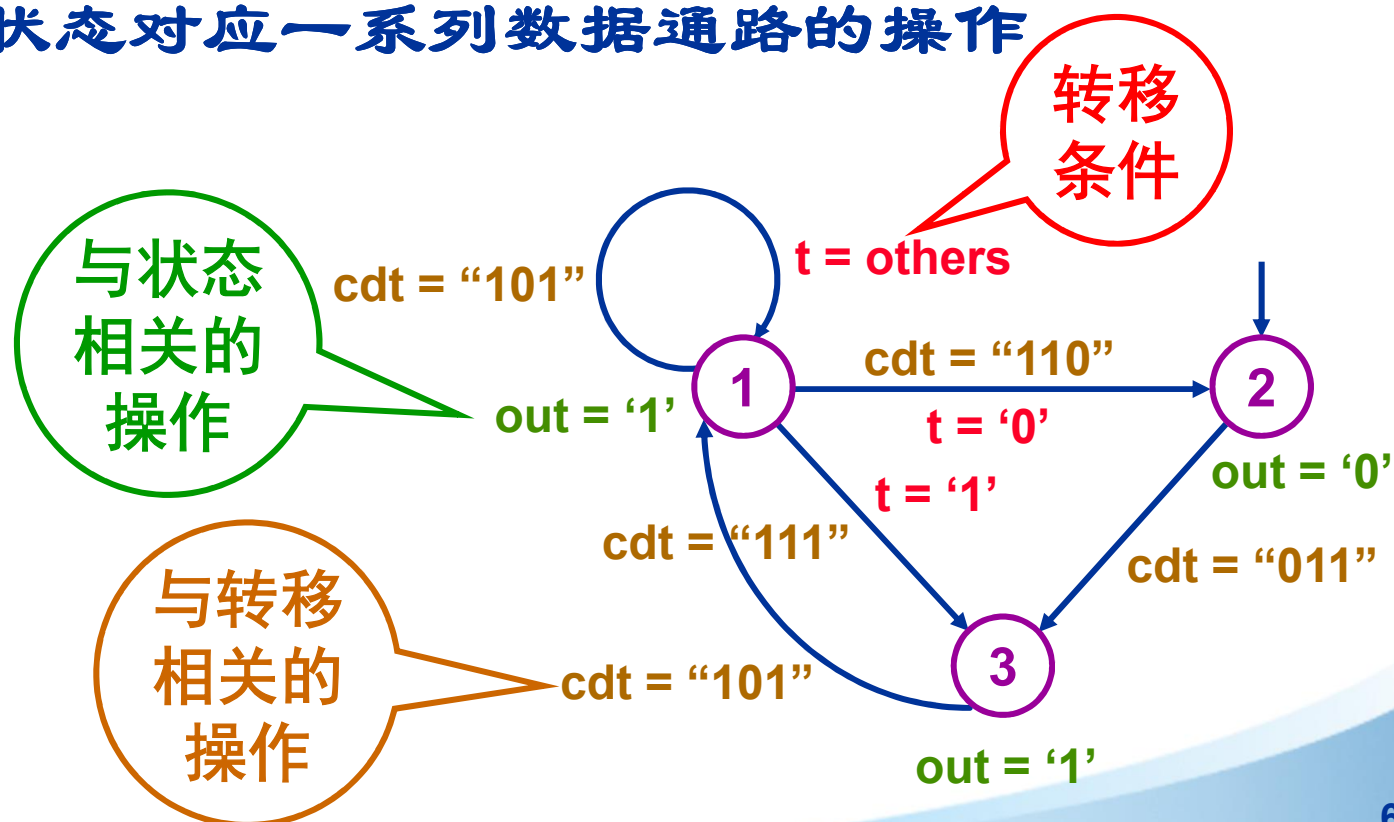 状态对应一系列数据通路的操作
转移
条件
与状态
相关的
操作
cdt = “101”
t = others
cdt = “110”
1
2
out = ‘1’
t = ‘0’
out = ‘0’
t = ‘1’
cdt = “111”
cdt = “011”
与转移
相关的
操作
3
cdt = “101”
out = ‘1’